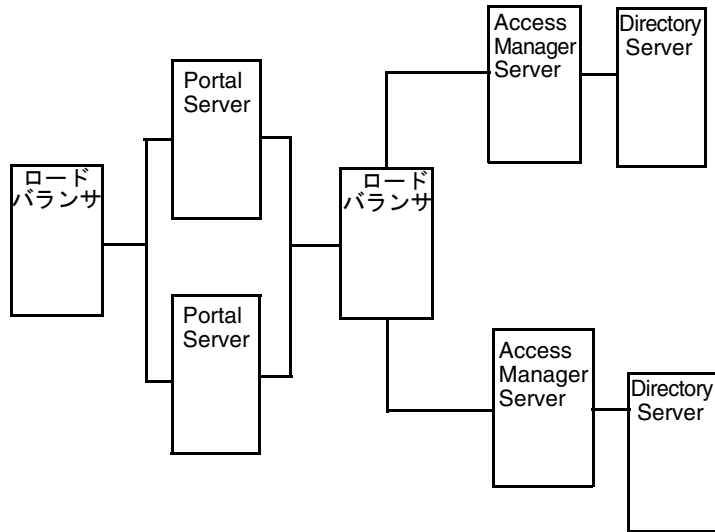 ロード
バランサ
Portal
Server
Portal
Server
ロード
バランサ
Access
Manager
Server
Directory
Server
Access
Manager
Server
Directory
Server